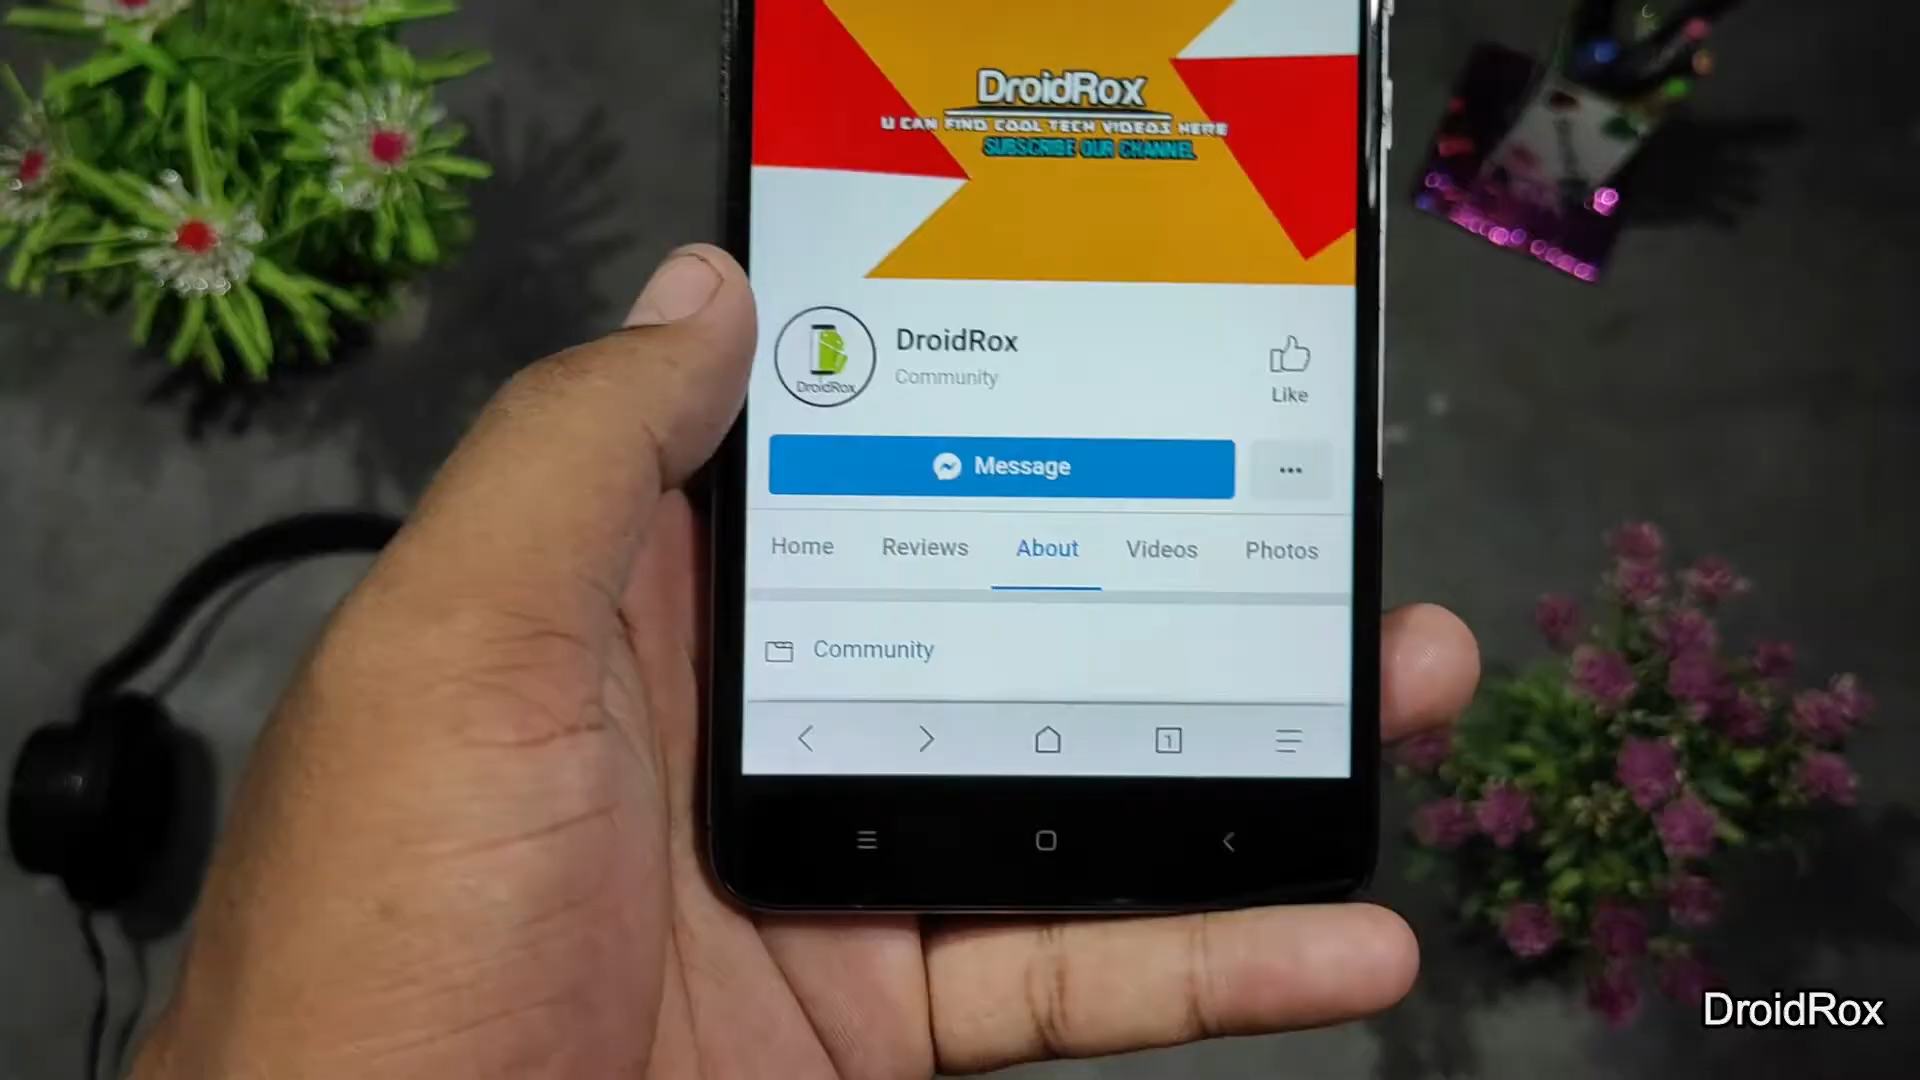 DroidRox
U CAN FIND COOL TECH VIDEOS HERE
SUBSCRIBE OUR CHANNEL
DroidRox
DroidRox
Community
Like
Message
Home Reviews About Videos Photos
Community
1
DroidRox